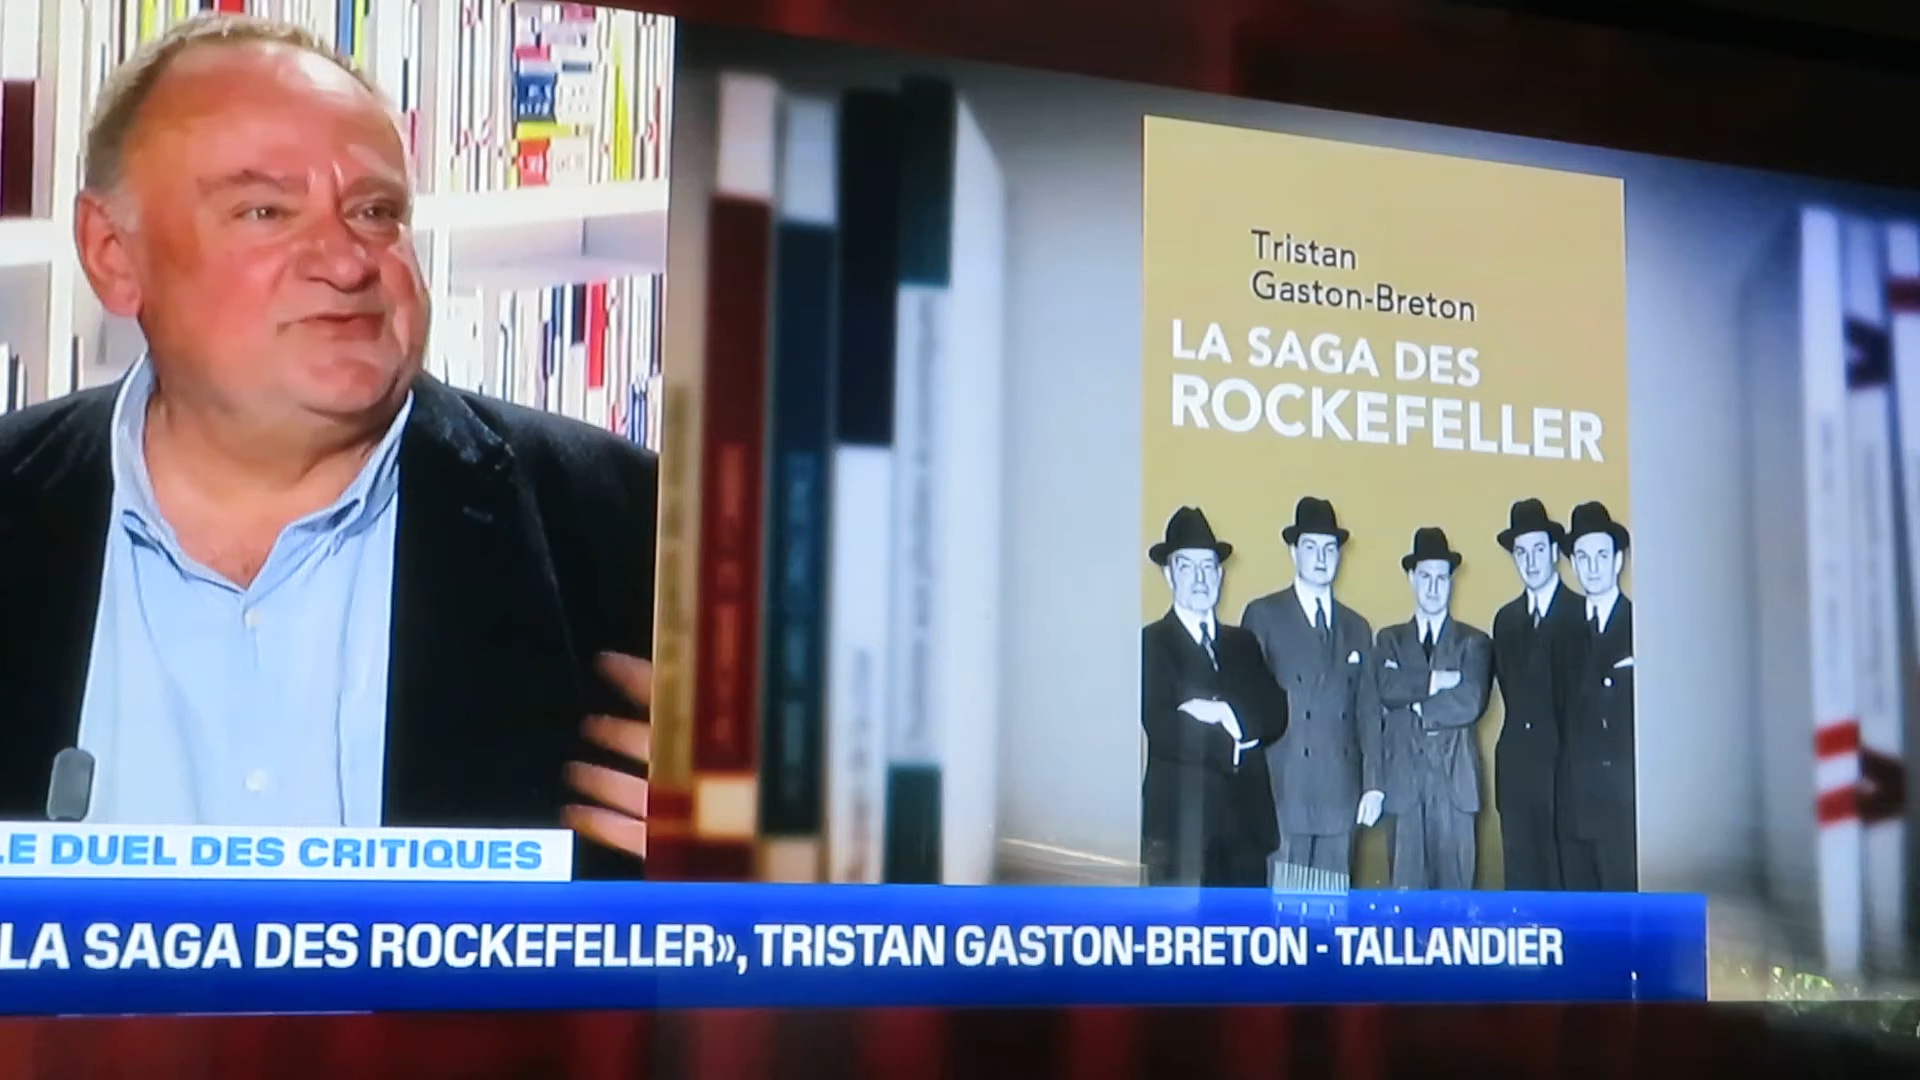 Tristan
Gaston-Breton
LA SAGA DES
ROCKEFELLER
LE DUEL DES CRITIQUES
LA SAGA DES ROCKEFELLER», TRISTAN GASTON-BRETON - TALLANDIER